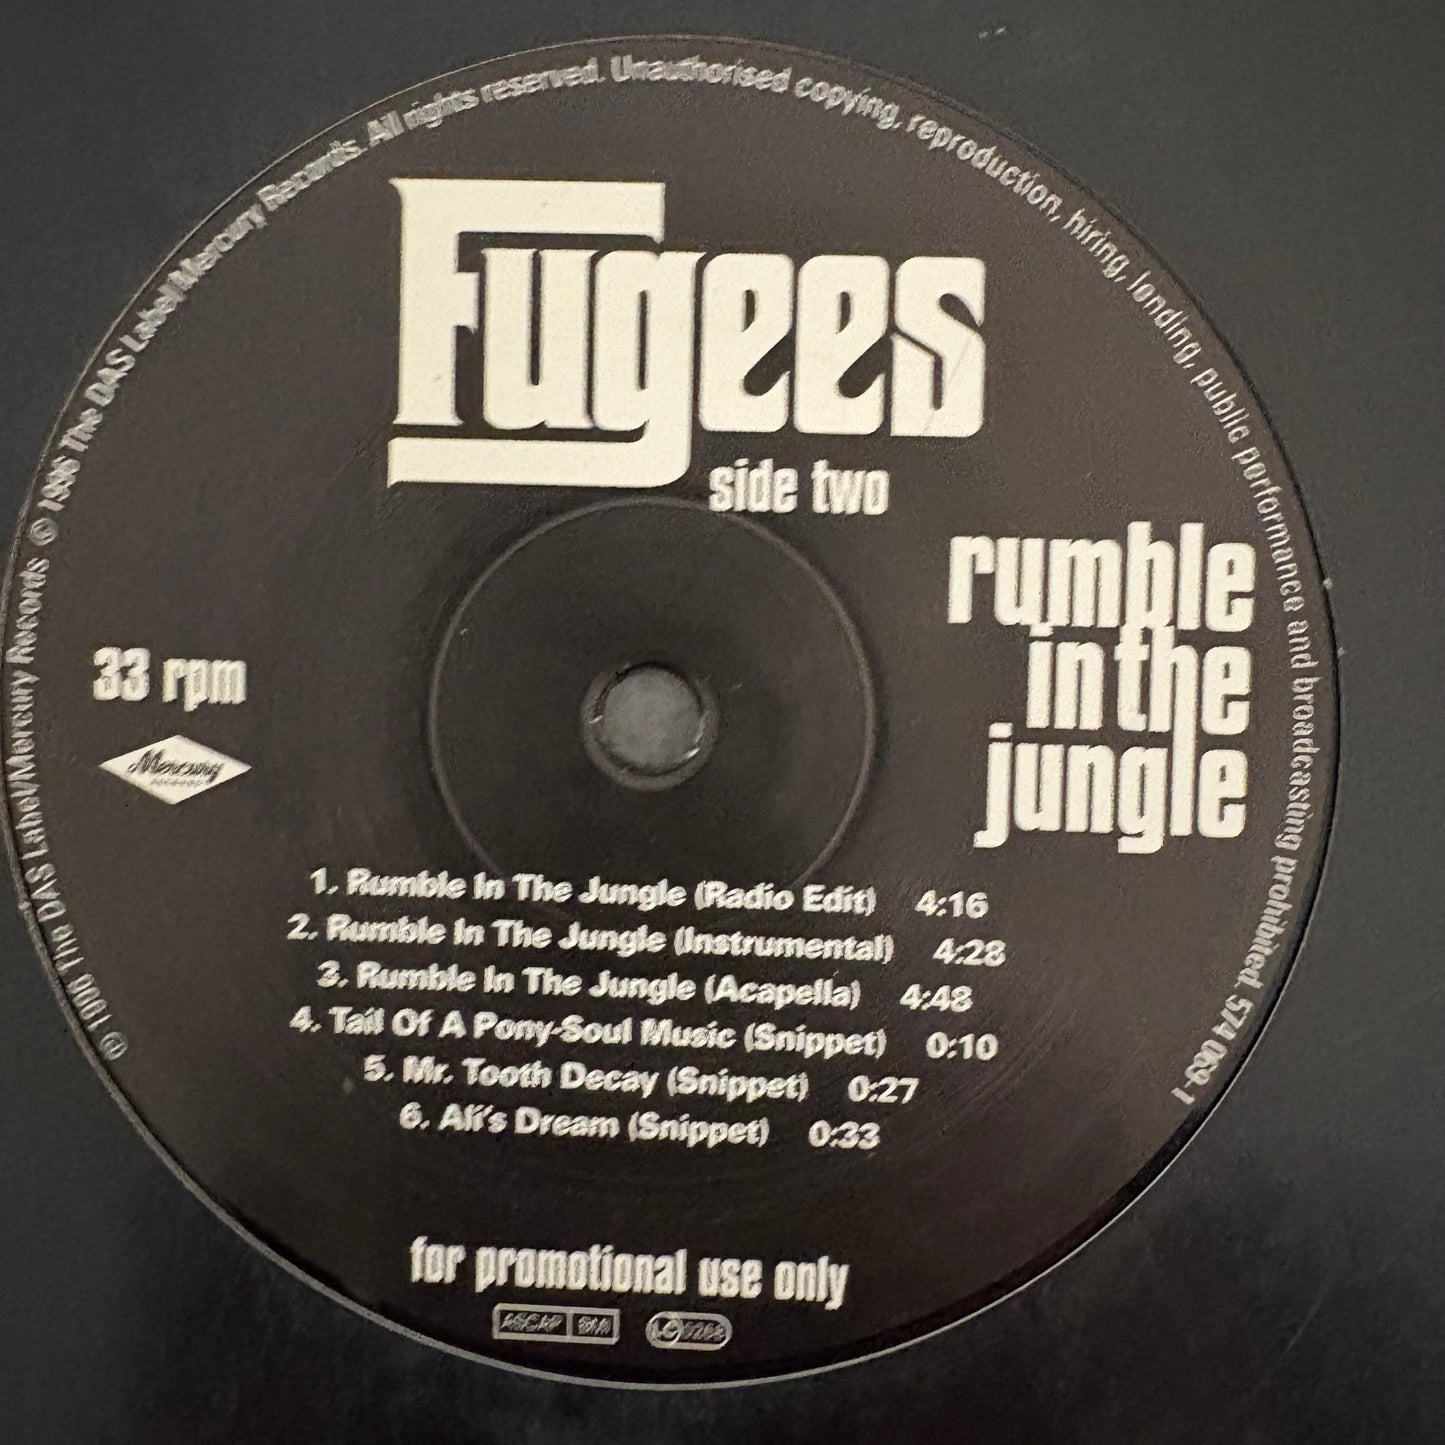 Fugees
side two
rumble
in the
jungle
33 rpm
Mercury
RECORDS
1. Rumble In The Jungle (Radio Edit) 4:16
2. Rumble In The Jungle (Instrumental) 4:28
3. Rumble In The Jungle (Acapella) 4:48
4. Tail Of A Pony-Soul Music (Snippet) 0:10
5. Mr. Tooth Decay (Snippet) 0:27
6. Ali's Dream (Snippet) 0:33
for promotional use only
ASCAP BMI
LC 0268
℗ 1996 The DAS Label/Mercury Records © 1996 The DAS Label/Mercury Records. All rights reserved. Unauthorised copying, reproduction, hiring, lending, public performance and broadcasting prohibited. 574 069-1